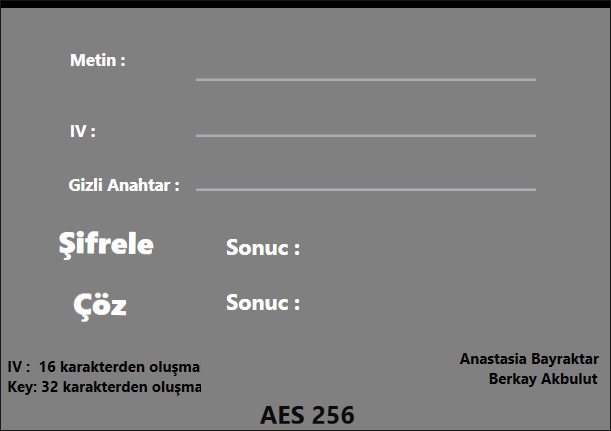 Metin :
IV :
Gizli Anahtar :
Şifrele
Sonuc :
Çöz
Sonuc :
IV :  16 karakterden oluşma
Key: 32 karakterden oluşma
Anastasia Bayraktar
Berkay Akbulut
AES 256